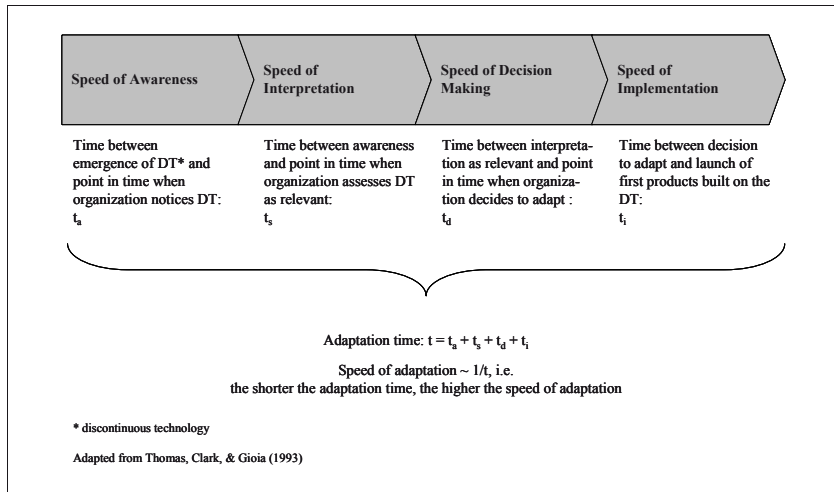 Speed of Awareness
Speed of
Interpretation
Speed of Decision
Making
Speed of
Implementation
Time between
emergence of DT* and
point in time when
organization notices DT:
tₐ
Time between awareness
and point in time when
organization assesses DT
as relevant:
tₛ
Time between interpreta-
tion as relevant and point
in time when organiza-
tion decides to adapt :
t_d
Time between decision
to adapt and launch of
first products built on the
DT:
tᵢ
Adaptation time: t = tₐ + tₛ + t_d + tᵢ
Speed of adaptation ~ 1/t, i.e.
the shorter the adaptation time, the higher the speed of adaptation
* discontinuous technology
Adapted from Thomas, Clark, & Gioia (1993)